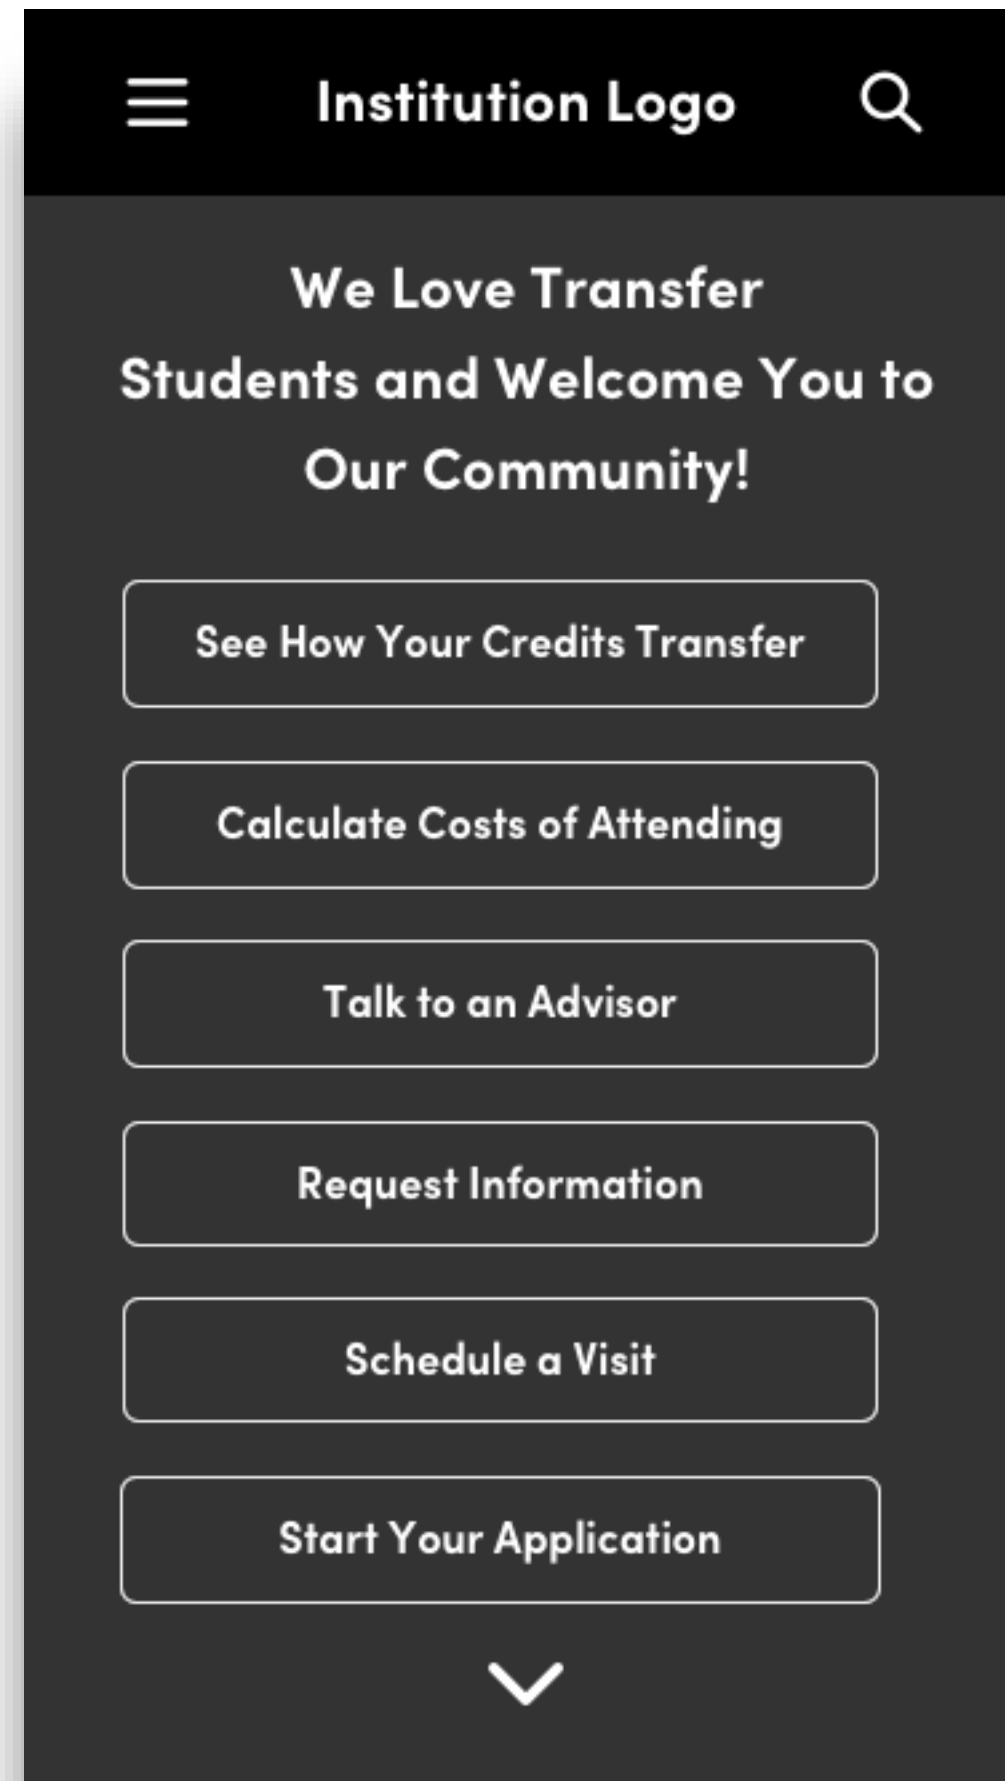 Institution Logo
We Love Transfer
Students and Welcome You to
Our Community!
See How Your Credits Transfer
Calculate Costs of Attending
Talk to an Advisor
Request Information
Schedule a Visit
Start Your Application